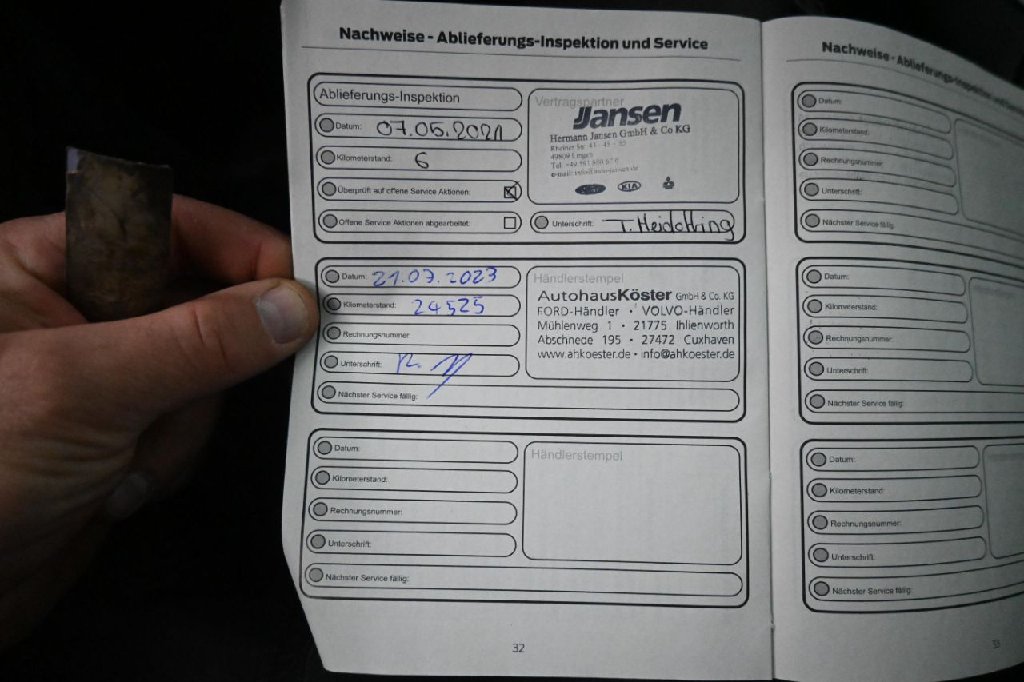 Nachweise - Ablieferungs-Inspektion und Service
Ablieferungs-Inspektion
Datum: 07.05.2021
Kilometerstand: 6
Überprüft auf offene Service Aktionen:
Offene Service Aktionen abgearbeitet:
Vertragspartner
Jansen
Hermann Jansen GmbH & Co KG
KIA
Unterschrift:
Datum: 21.07.2023
Kilometerstand: 24525
Rechnungsnummer
Unterschrift:
Nächster Service fällig:
Händlerstempel
AutohausKöster GmbH & Co. KG
FORD-Händler • VOLVO-Händler
Mühlenweg 1 • 21775 Ihlienworth
Abschnede 195 • 27472 Cuxhaven
www.ahkoester.de • info@ahkoester.de
Datum:
Kilometerstand:
Rechnungsnummer:
Unterschrift:
Nächster Service fällig:
Händlerstempel
32
Nachweise - Ablieferungs-Inspektion
Datum:
Kilometerstand:
Rechnungsnummer
Unterschrift:
Nächster Service fällig
Datum:
Kilometerstand:
Rechnungsnummer:
Unterschrift:
Nächster Service fällig:
Datum:
Kilometerstand:
Rechnungsnummer:
Unterschrift:
Nächster Service fällig: